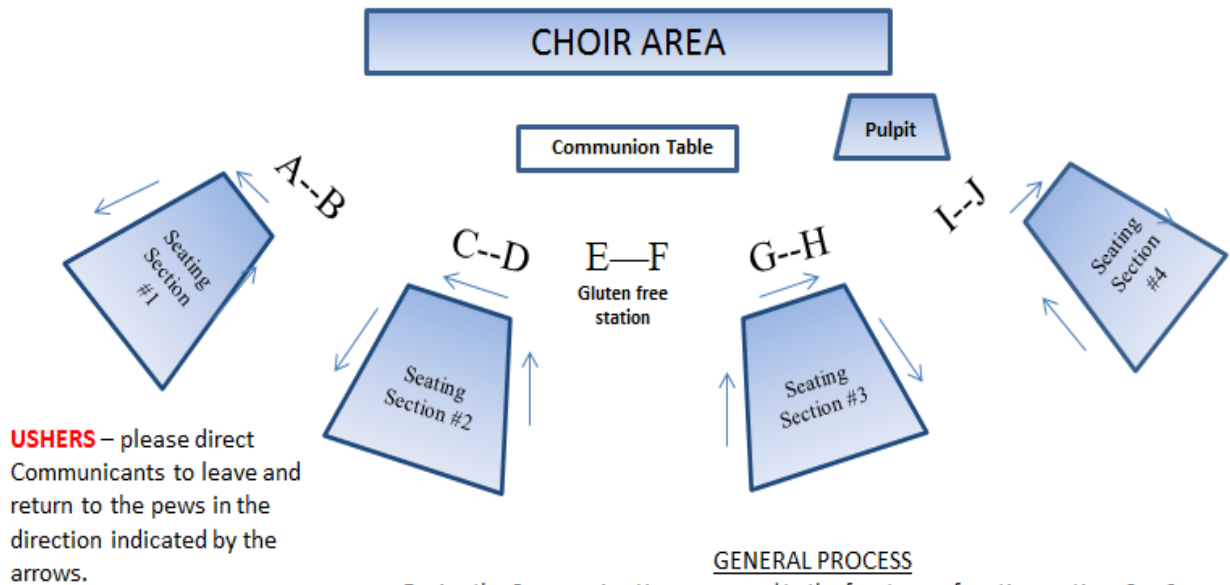 CHOIR AREA
Pulpit
Communion Table
A--B
I--J
C--D
E—F
G--H
Gluten free
station
Seating
Section
#1
Seating
Section #2
Seating
Section #3
Seating
Section
#4
USHERS – please direct
Communicants to leave and
return to the pews in the
direction indicated by the
arrows.
GENERAL PROCESS